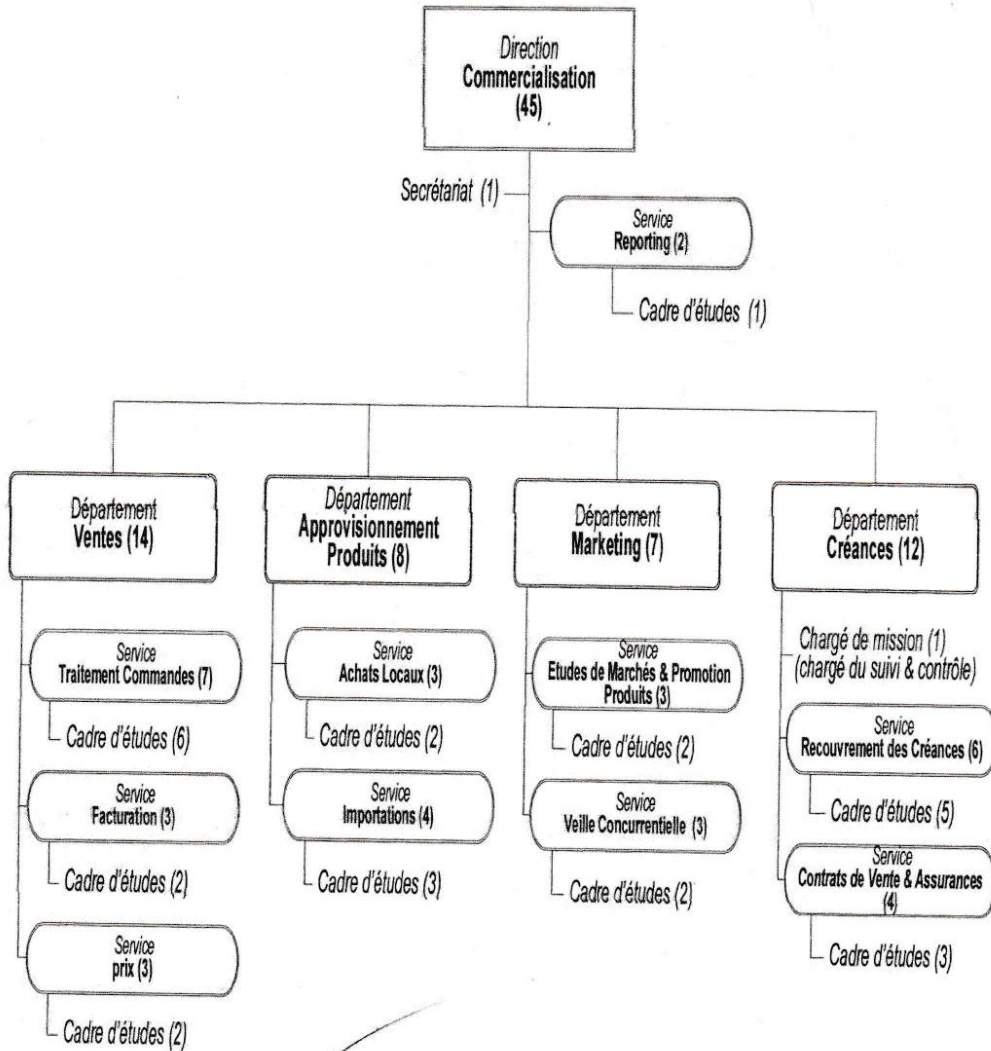 Direction
Commercialisation
(45)
Secrétariat (1)
Service
Reporting (2)
Cadre d'études (1)
Département
Ventes (14)
Service
Traitement Commandes (7)
Cadre d'études (6)
Service
Facturation (3)
Cadre d'études (2)
Service
prix (3)
Cadre d'études (2)
Département
Approvisionnement
Produits (8)
Service
Achats Locaux (3)
Cadre d'études (2)
Service
Importations (4)
Cadre d'études (3)
Département
Marketing (7)
Service
Etudes de Marchés & Promotion
Produits (3)
Cadre d'études (2)
Service
Veille Concurrentielle (3)
Cadre d'études (2)
Département
Créances (12)
Chargé de mission (1)
(chargé du suivi & contrôle)
Service
Recouvrement des Créances (6)
Cadre d'études (5)
Service
Contrats de Vente & Assurances
(4)
Cadre d'études (3)